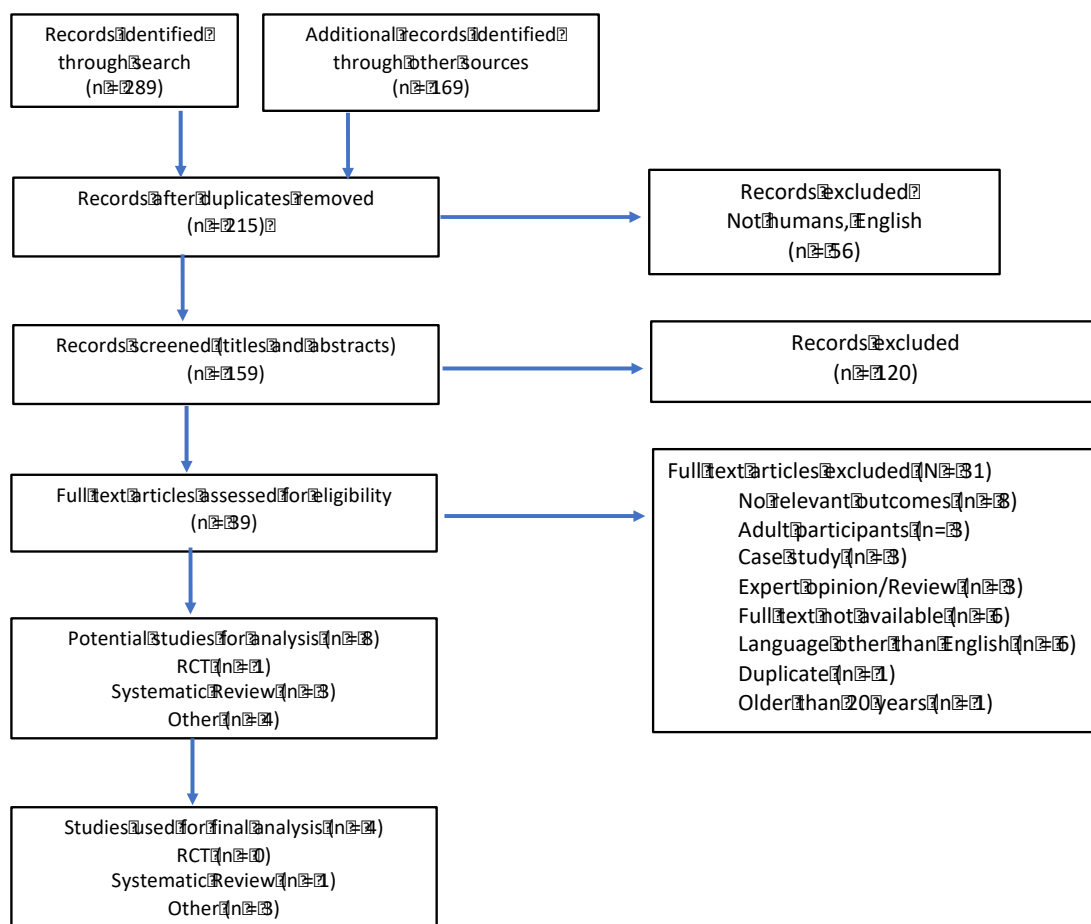 Records identified
through search
(n = 289)
Additional records identified
through other sources
(n = 169)
Records after duplicates removed
(n = 215)
Records excluded
Not humans, English
(n = 56)
Records screened (titles and abstracts)
(n = 159)
Records excluded
(n = 120)
Full text articles assessed for eligibility
(n = 39)
Full text articles excluded (N = 31)
No relevant outcomes (n = 8)
Adult participants (n= 3)
Case study (n = 3)
Expert opinion/Review (n = 3)
Full text not available (n = 6)
Language other than English (n = 6)
Duplicate (n = 1)
Older than 20 years (n = 1)
Potential studies for analysis (n = 8)
RCT (n = 1)
Systematic Review (n = 3)
Other (n = 4)
Studies used for final analysis (n = 4)
RCT (n = 0)
Systematic Review (n = 1)
Other (n = 3)